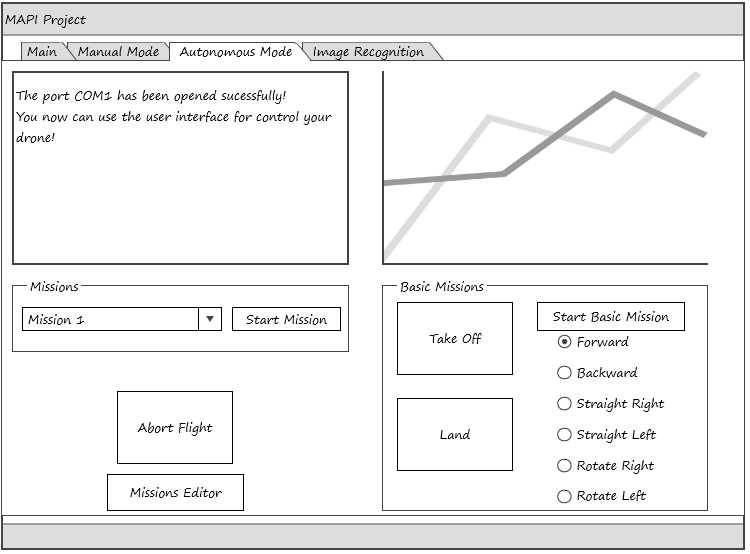 MAPI Project
Main
Manual Mode
Autonomous Mode
Image Recognition
The port COM1 has been opened sucessfully!
You now can use the user interface for control your
drone!
Missions
Mission 1
Start Mission
Abort Flight
Missions Editor
Basic Missions
Take Off
Land
Start Basic Mission
Forward
Backward
Straight Right
Straight Left
Rotate Right
Rotate Left